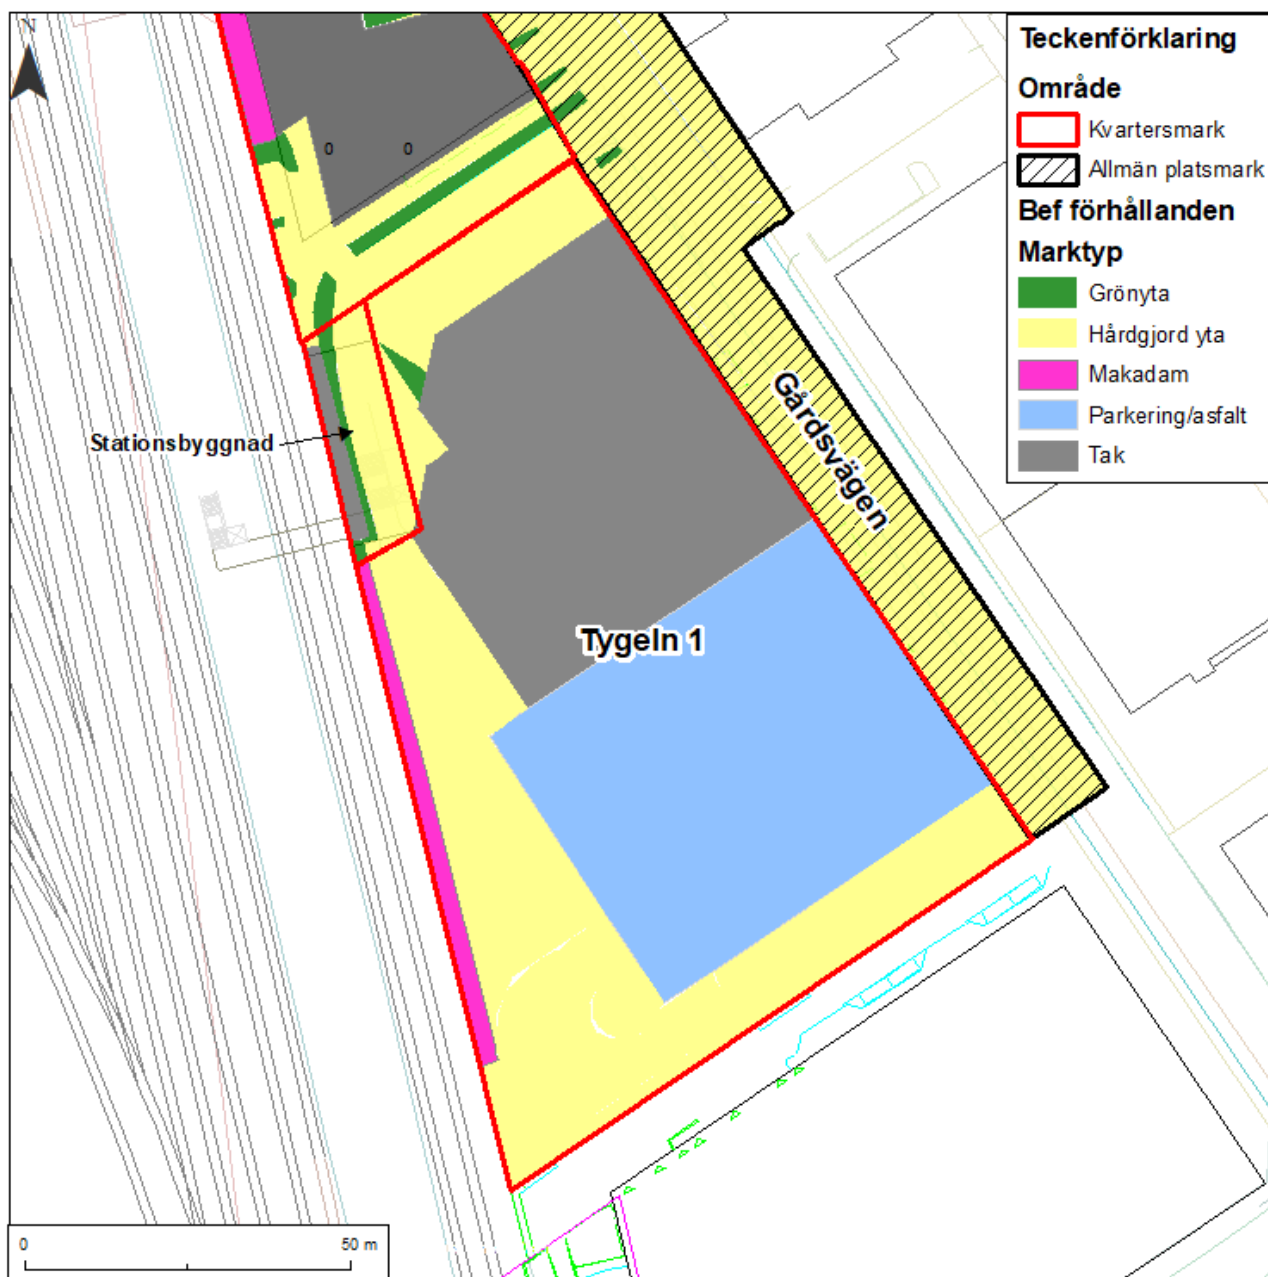 N
Teckenförklaring
Område
Kvartersmark
Allmän platsmark
Bef förhållanden
Marktyp
Grönyta
Hårdgjord yta
Makadam
Parkering/asfalt
Tak
0 0
Gårdsvägen
Stationsbyggnad
Tygeln 1
0 50 m